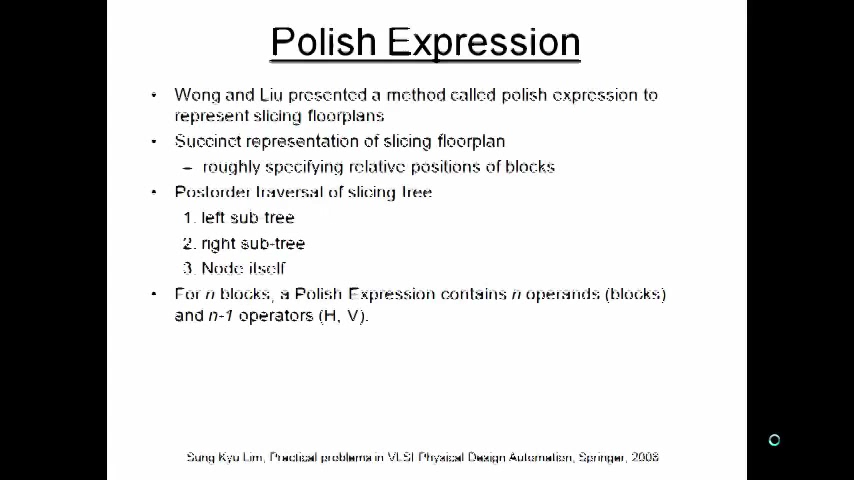 Polish Expression
• Wong and Liu presented a method called polish expression to
represent slicing floorplans
• Succinct representation of slicing floorplan
– roughly specifying relative positions of blocks
• Postorder traversal of slicing tree
1. left sub-tree
2. right sub-tree
3. Node itself
• For n blocks, a Polish Expression contains n operands (blocks)
and n-1 operators (H, V).
Sung Kyu Lim, Practical problems in VLSI Physical Design Automation, Springer, 2008